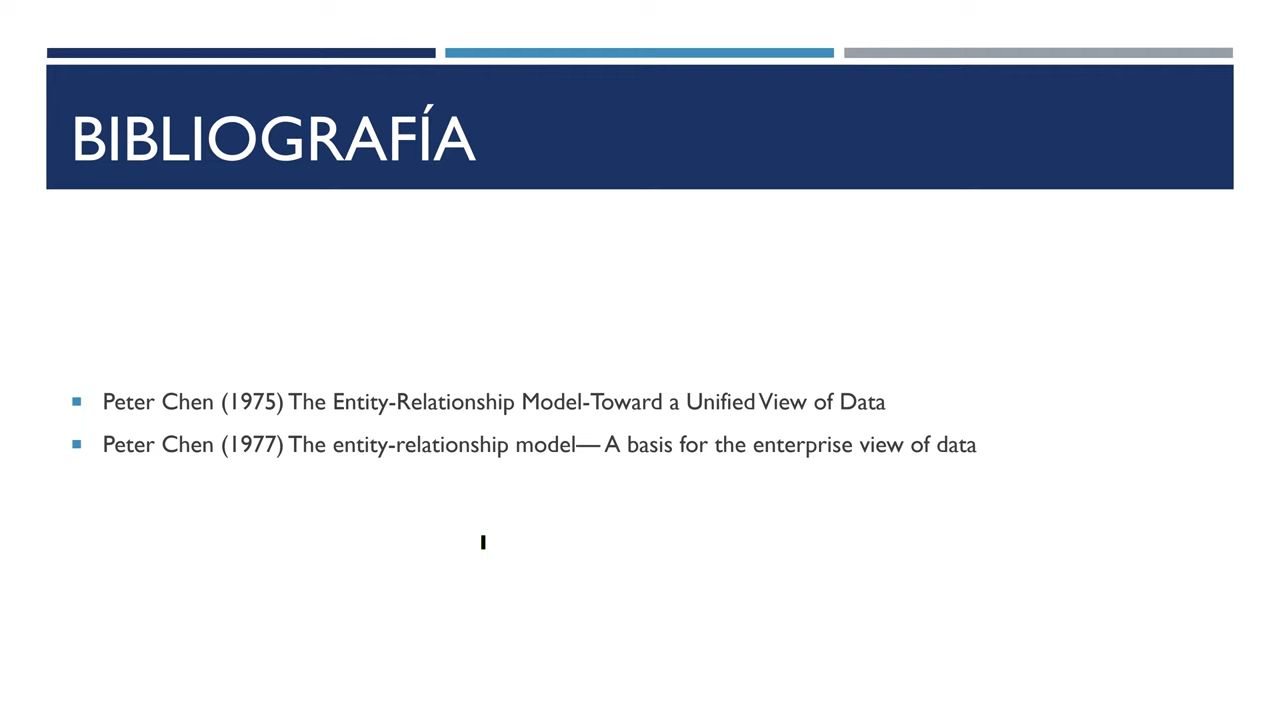 BIBLIOGRAFÍA
Peter Chen (1975) The Entity-Relationship Model-Toward a Unified View of Data
Peter Chen (1977) The entity-relationship model— A basis for the enterprise view of data